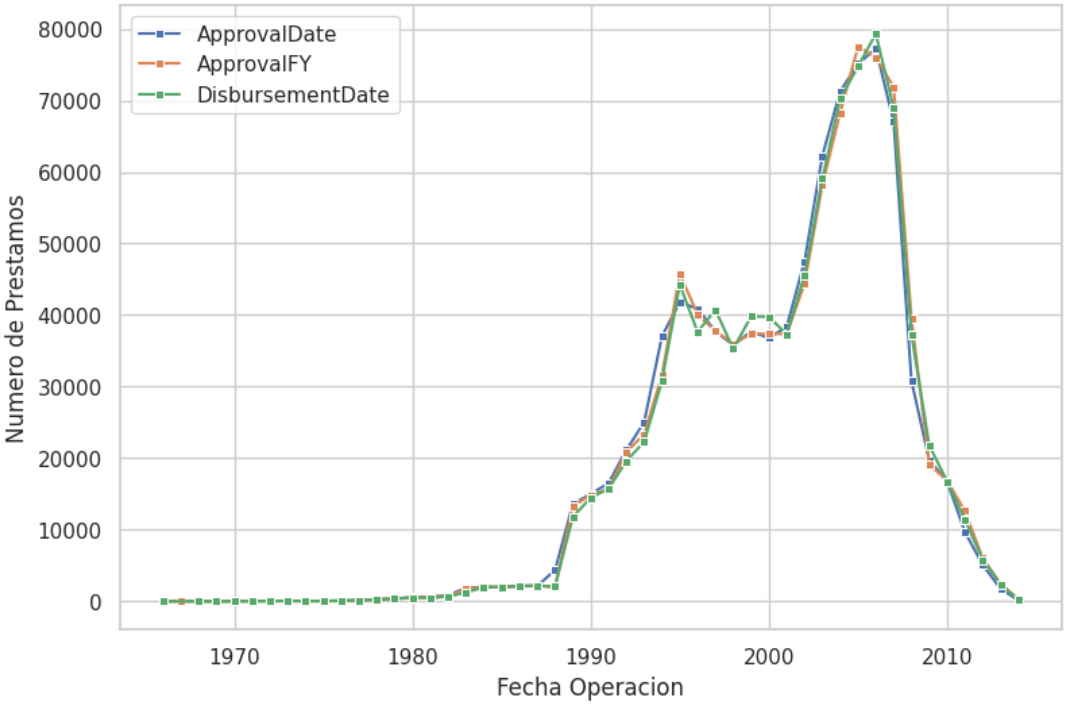 ApprovalDate
ApprovalFY
DisbursementDate
80000
70000
60000
50000
40000
30000
20000
10000
0
Numero de Prestamos
1970 1980 1990 2000 2010
Fecha Operacion